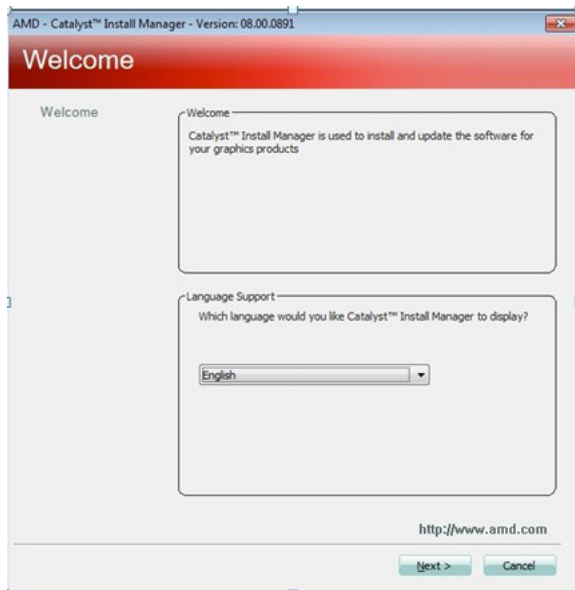 AMD - Catalyst™ Install Manager - Version: 08.00.0891
Welcome
Welcome
Welcome
Catalyst™ Install Manager is used to install and update the software for
your graphics products
Language Support
Which language would you like Catalyst™ Install Manager to display?
English
http://www.amd.com
Next >
Cancel